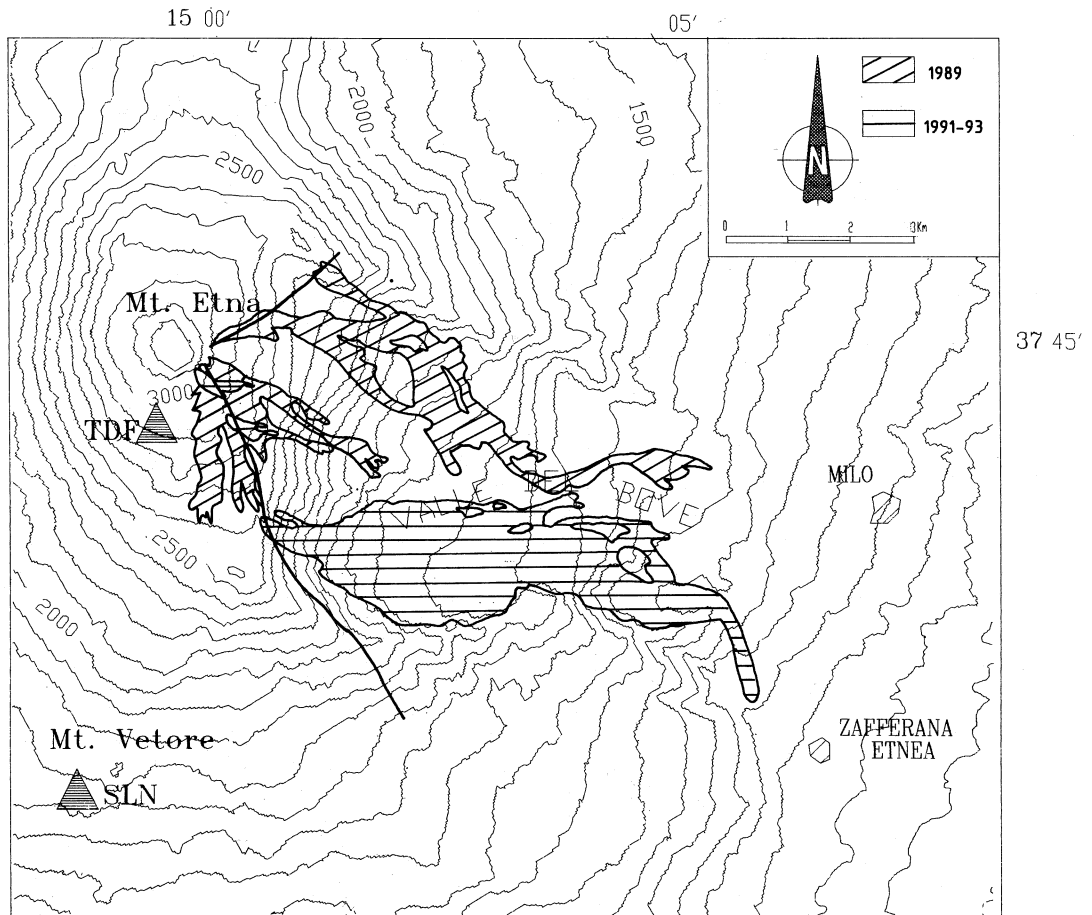 15 00'
05'
1989
1991-93
N
0 1 2 3Km
2000
1500
2500
Mt. Etna
37 45'
3000
TDF
MILO
VALLE DEL BOVE
2500
2000
Mt. Vetore
ZAFFERANA
ETNEA
SLN